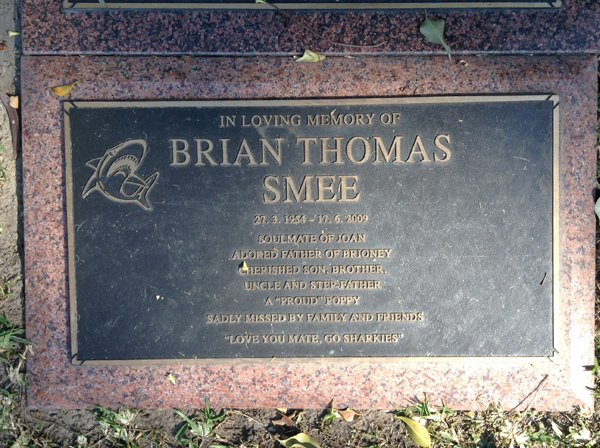 IN LOVING MEMORY OF
BRIAN THOMAS
SMEE
27. 3. 1954 – 17. 6. 2009
SOULMATE OF JOAN
ADORED FATHER OF BRIONEY
CHERISHED SON, BROTHER,
UNCLE AND STEP-FATHER
A "PROUD" POPPY
SADLY MISSED BY FAMILY AND FRIENDS
"LOVE YOU MATE, GO SHARKIES"